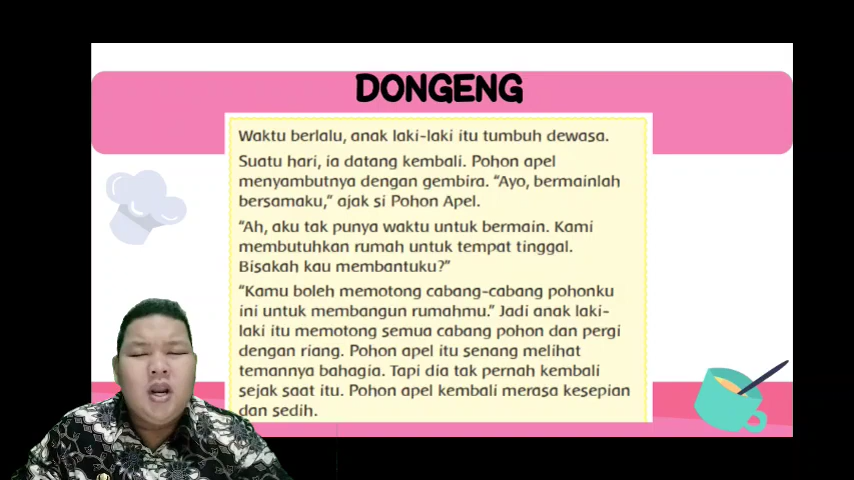 DONGENG
Waktu berlalu, anak laki-laki itu tumbuh dewasa.
Suatu hari, ia datang kembali. Pohon apel
menyambutnya dengan gembira. “Ayo, bermainlah
bersamaku,” ajak si Pohon Apel.
“Ah, aku tak punya waktu untuk bermain. Kami
membutuhkan rumah untuk tempat tinggal.
Bisakah kau membantuku?”
“Kamu boleh memotong cabang-cabang pohonku
ini untuk membangun rumahmu.” Jadi anak laki-
laki itu memotong semua cabang pohon dan pergi
dengan riang. Pohon apel itu senang melihat
temannya bahagia. Tapi dia tak pernah kembali
sejak saat itu. Pohon apel kembali merasa kesepian
dan sedih.